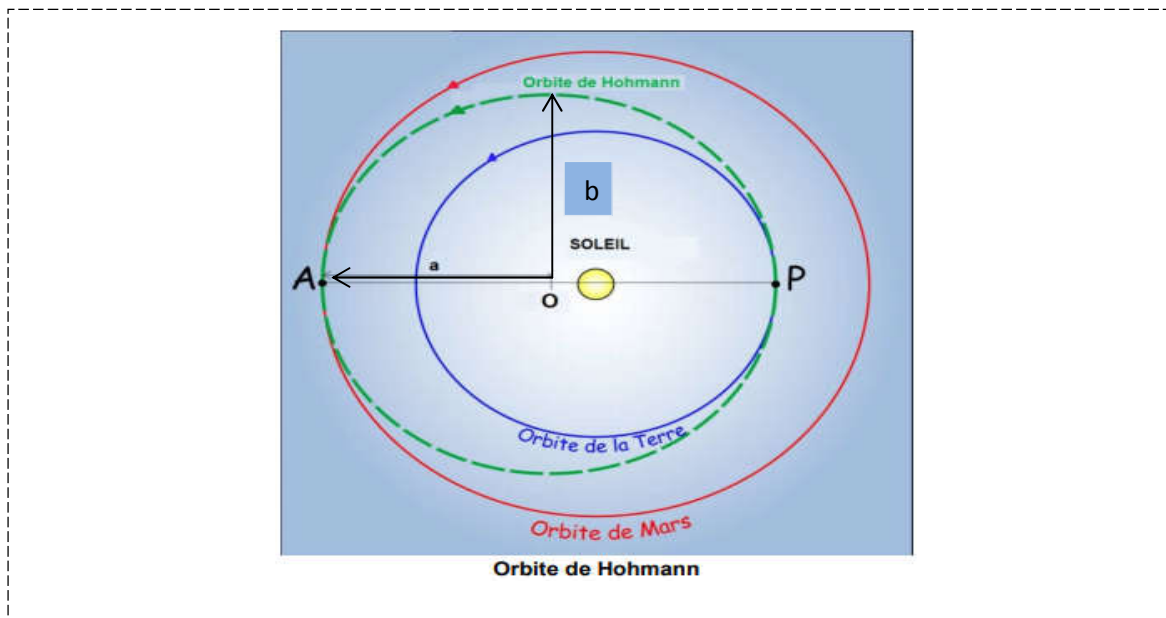 Orbite de Hohmann
b
SOLEIL
a
A
O
P
Orbite de la Terre
Orbite de Mars
Orbite de Hohmann